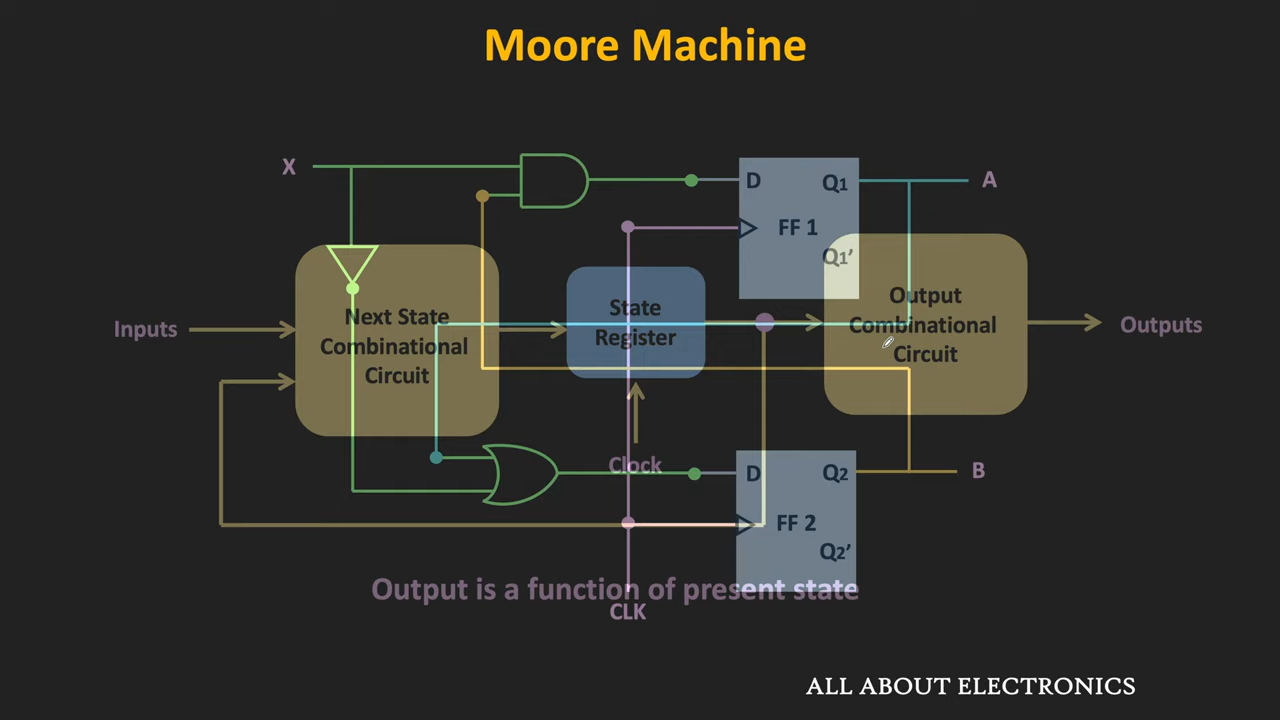 Moore Machine
X
D
Q1
A
FF 1
Q1’
Inputs
Next State
Combinational
Circuit
State
Register
Output
Combinational
Circuit
Outputs
Clock
D
Q2
B
FF 2
Q2’
Output is a function of present state
CLK
ALL ABOUT ELECTRONICS